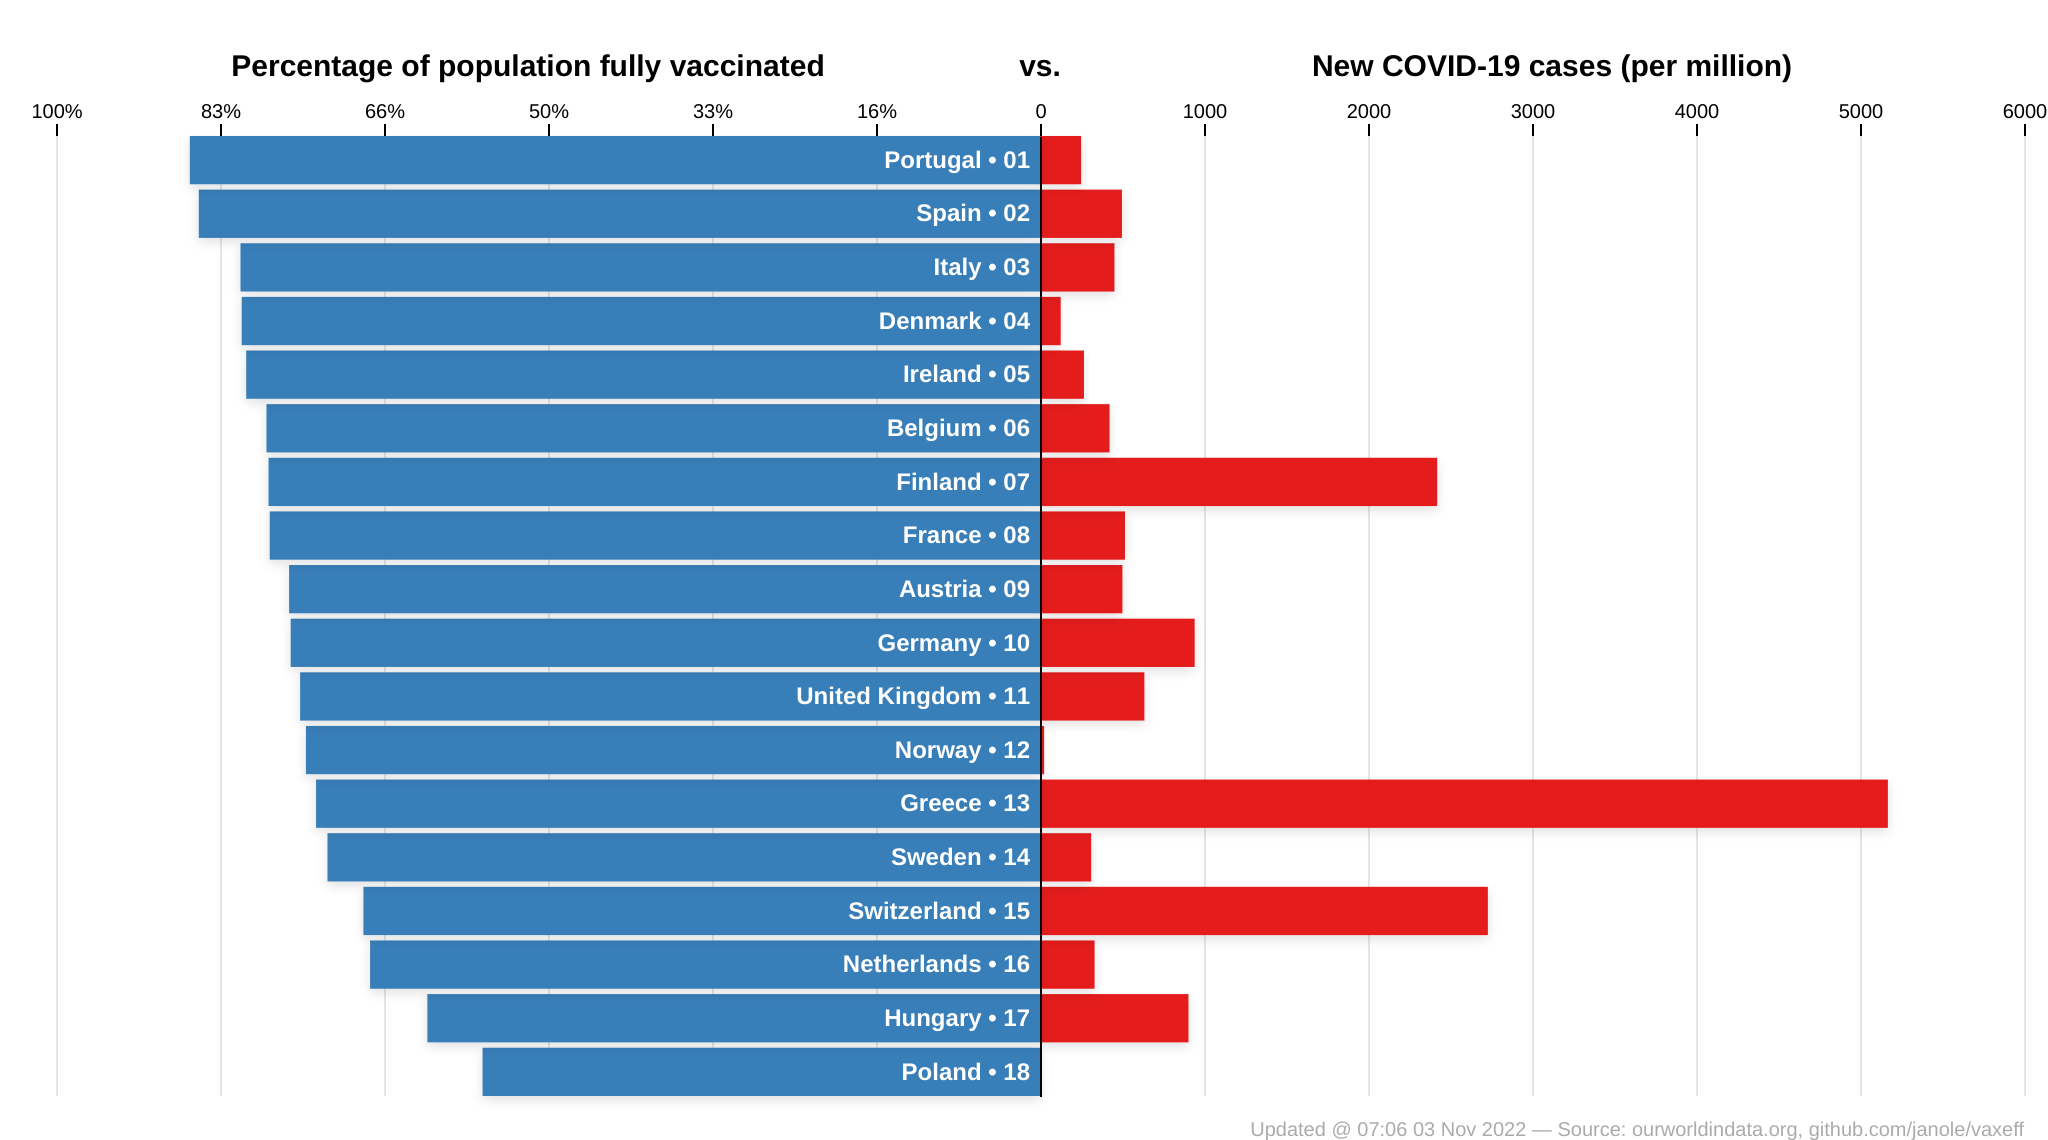 Percentage of population fully vaccinated vs. New COVID-19 cases (per million)
100% 83% 66% 50% 33% 16% 0 1000 2000 3000 4000 5000 6000
Portugal • 01
Spain • 02
Italy • 03
Denmark • 04
Ireland • 05
Belgium • 06
Finland • 07
France • 08
Austria • 09
Germany • 10
United Kingdom • 11
Norway • 12
Greece • 13
Sweden • 14
Switzerland • 15
Netherlands • 16
Hungary • 17
Poland • 18
Updated @ 07:06 03 Nov 2022 — Source: ourworldindata.org, github.com/janole/vaxeff